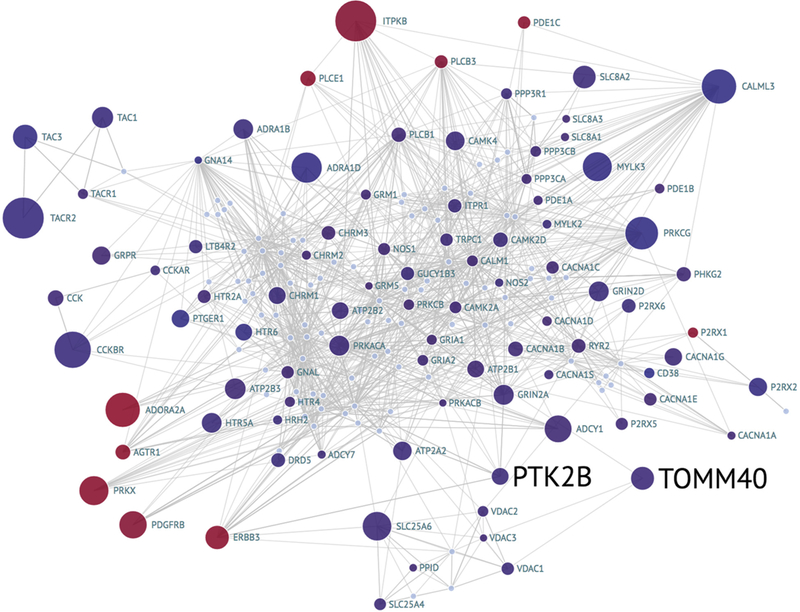 ITPKB
PDE1C
PLCB3
PLCE1
SLC8A2
CALML3
PPP3R1
TAC1
TAC3
ADRA1B
PLCB1
CAMK4
SLC8A3
SLC8A1
PPP3CB
GNA14
ADRA1D
MYLK3
PPP3CA
TACR1
GRM1
PDE1B
PDE1A
ITPR1
TACR2
MYLK2
CHRM3
PRKCG
LTB4R2
NOS1
TRPC1
CAMK2D
GRPR
CHRM2
CALM1
CCKAR
GUCY1B3
CACNA1C
PHKG2
GRM5
NOS2
CCK
HTR2A
CHRM1
GRIN2D
ATP2B2
PRKCB
CAMK2A
P2RX6
PTGER1
CACNA1D
HTR6
P2RX1
CCKBR
PRKACA
GRIA1
CACNA1B
RYR2
GRIA2
CACNA1G
GNAL
ATP2B1
CACNA1S
CD38
ATP2B3
P2RX2
GRIN2A
CACNA1E
HTR4
PRKACB
ADORA2A
HTR5A
HRH2
P2RX5
ADCY1
CACNA1A
AGTR1
DRD5
ADCY7
ATP2A2
PTK2B
TOMM40
PRKX
VDAC2
PDGFRB
SLC25A6
ERBB3
VDAC3
PPID
VDAC1
SLC25A4